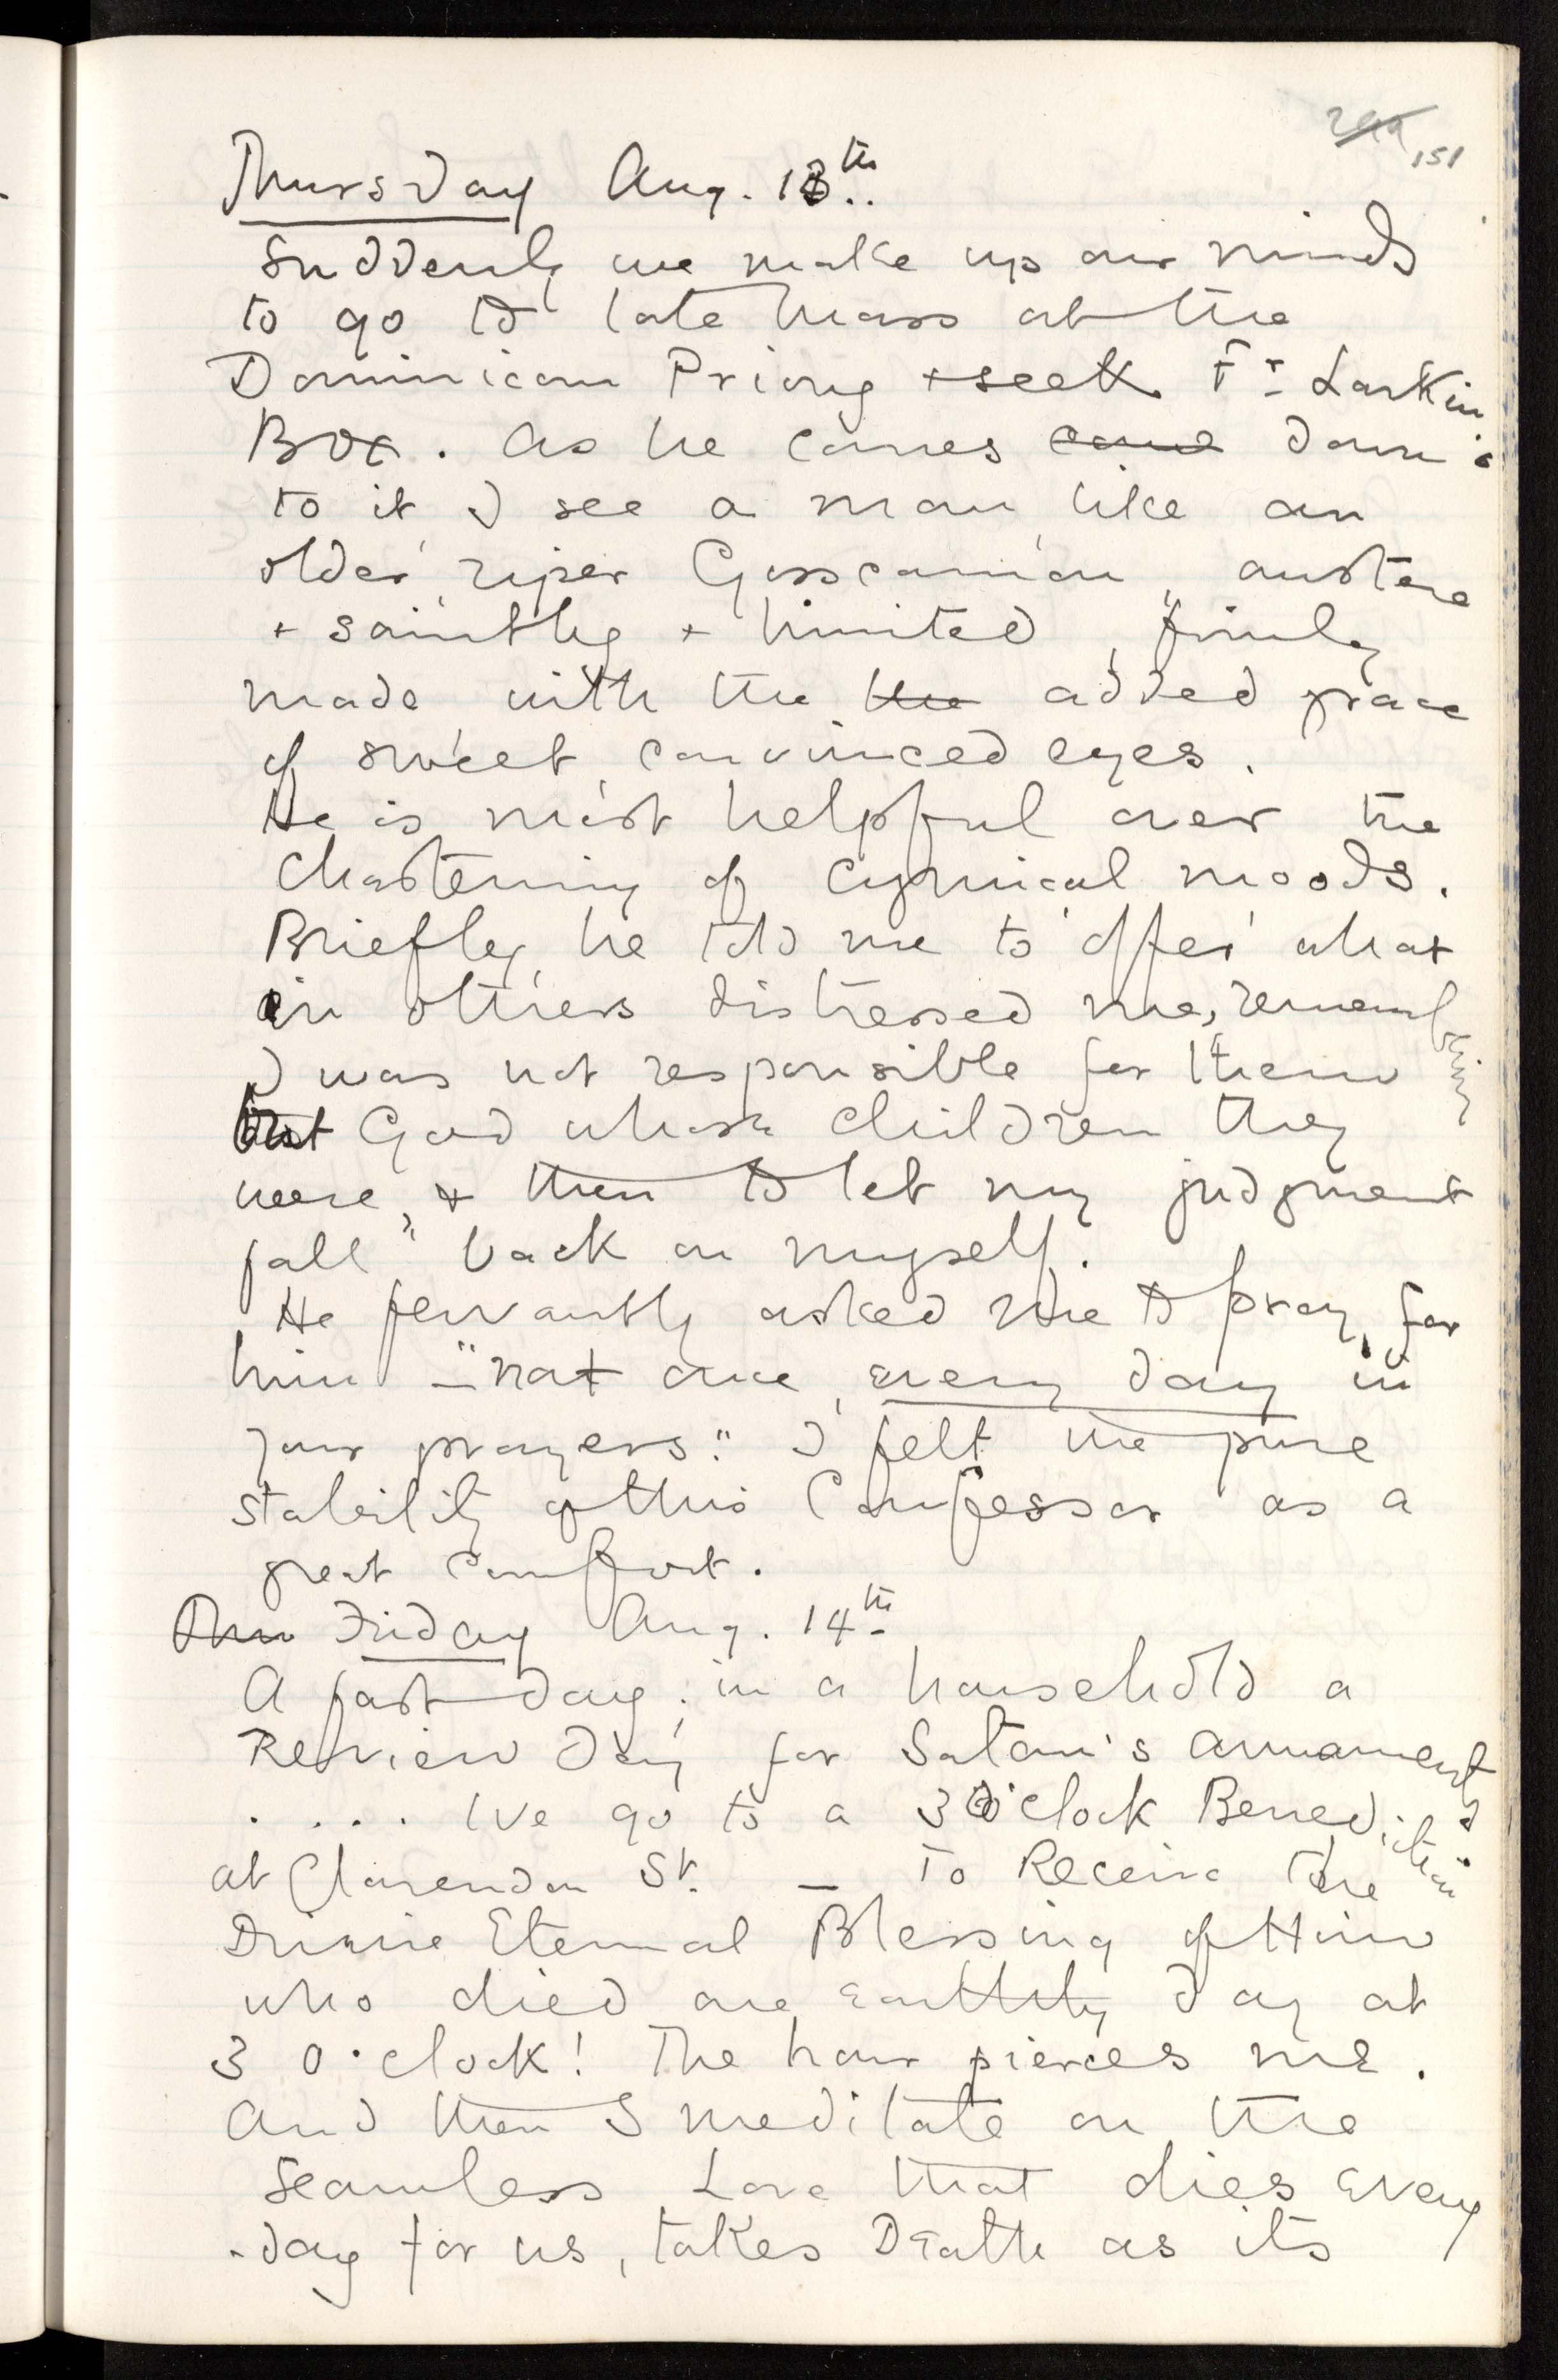 151
Thursday Aug. 13th..
Suddenly we make up our minds
to go to late Mass at the
Dominican Priory + seek Fr Larkin's
Box. As he comes came down
to it I see a man like an
older, riper Goscannon, austere
+ saintly + limited, finely
made with the the added grace
of sweet, convinced eyes.
He is most helpful over the
chastening of cynical moods.
Briefly, he told me to offer what
in others distressed me, remembering
I was not responsible for them
but God whose children they
were, + then to let my judgment
"fall" back on myself.
He fervantly asked me to pray, for
him – "not once, every day in
your prayers." I felt the pure
stability of this Confessor as a
great comfort.
Thu Friday Aug. 14th
A fast-day; in a household a
Review Day for Satan's armaments
. . . . We go to a 3 o'clock Benediction
at Clarendon St. – To Receive the
Divine Eternal Blessing of Him
who died one earthly day at
3 o'clock! The hour pierces me.
And then I meditate on the
Seamless Love that dies every
-day for us, takes Death as its